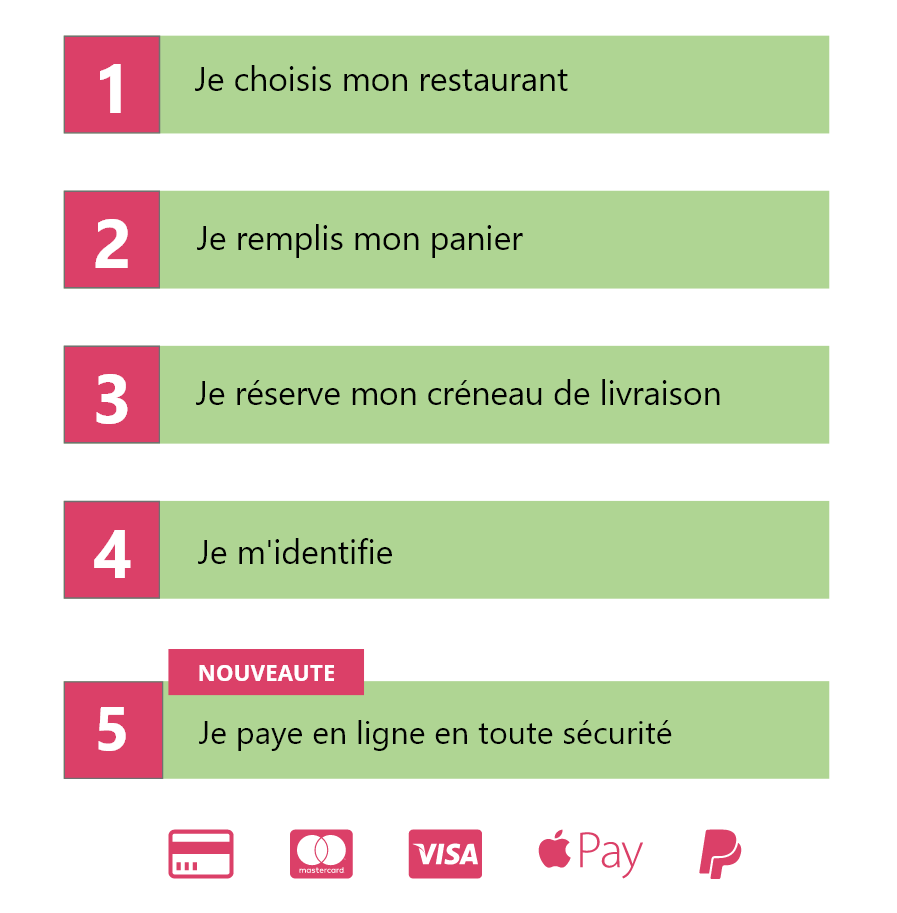 1
Je choisis mon restaurant
2
Je remplis mon panier
3
Je réserve mon créneau de livraison
4
Je m'identifie
NOUVEAUTE
5
Je paye en ligne en toute sécurité
mastercard
VISA
Pay